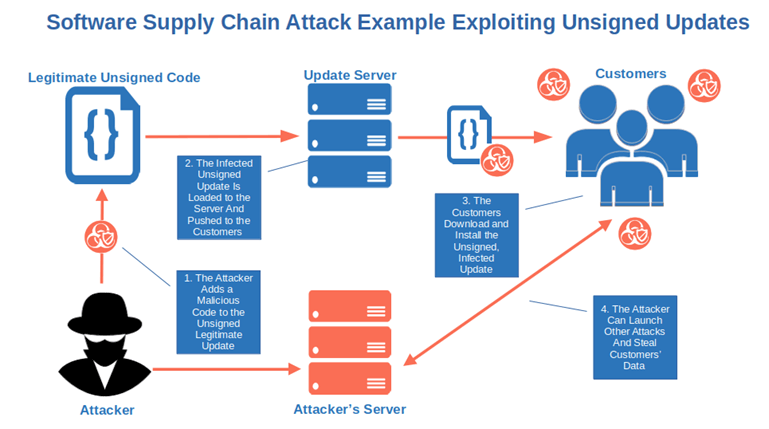 Software Supply Chain Attack Example Exploiting Unsigned Updates
Legitimate Unsigned Code
Update Server
Customers
{}
{}
2. The Infected
Unsigned
Update Is
Loaded to the
Server And
Pushed to the
Customers
3. The
Customers
Download and
Install the
Unsigned,
Infected
Update
1. The Attacker
Adds a
Malicious
Code to the
Unsigned
Legitimate
Update
4. The Attacker
Can Launch
Other Attacks
And Steal
Customers'
Data
Attacker
Attacker's Server